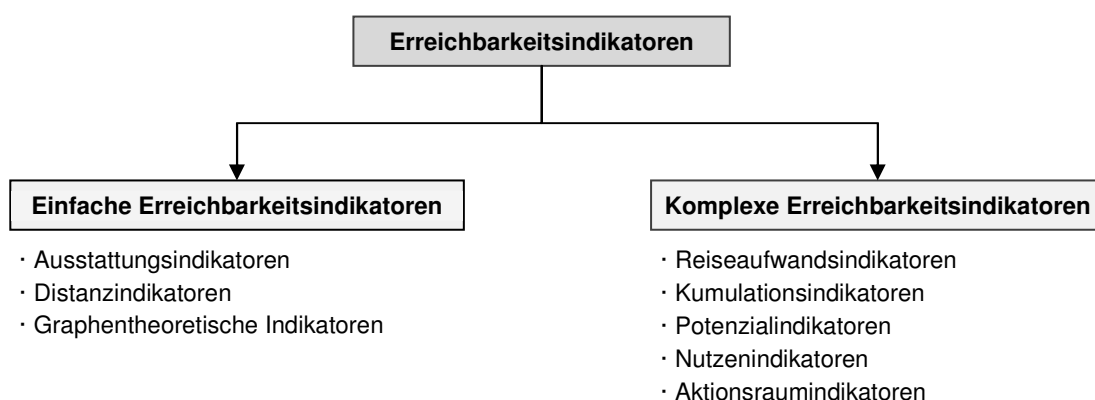 Erreichbarkeitsindikatoren
Einfache Erreichbarkeitsindikatoren
· Ausstattungsindikatoren
· Distanzindikatoren
· Graphentheoretische Indikatoren
Komplexe Erreichbarkeitsindikatoren
· Reiseaufwandsindikatoren
· Kumulationsindikatoren
· Potenzialindikatoren
· Nutzenindikatoren
· Aktionsraumindikatoren